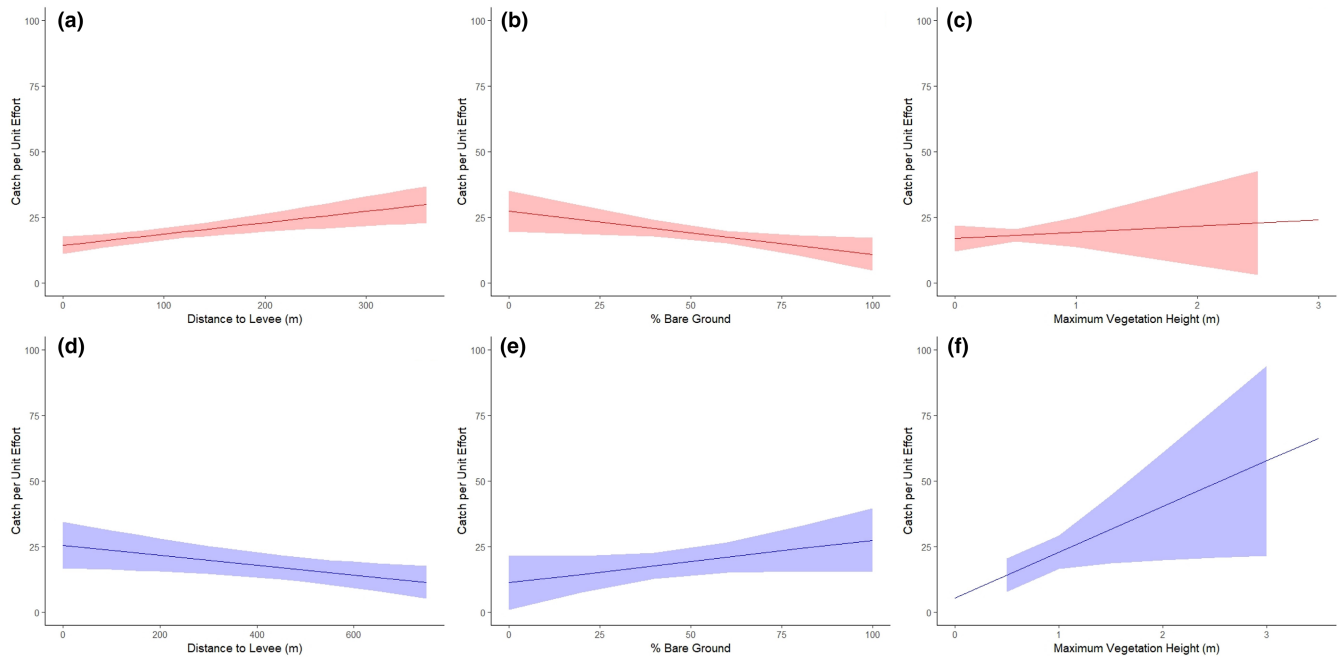 (a)
100
75
50
25
0
Catch per Unit Effort
0 100 200 300
Distance to Levee (m)
(b)
100
75
50
25
0
Catch per Unit Effort
0 25 50 75 100
% Bare Ground
(c)
100
75
50
25
0
Catch per Unit Effort
0 1 2 3
Maximum Vegetation Height (m)
(d)
100
75
50
25
0
Catch per Unit Effort
0 200 400 600
Distance to Levee (m)
(e)
100
75
50
25
0
Catch per Unit Effort
0 25 50 75 100
% Bare Ground
(f)
100
75
50
25
0
Catch per Unit Effort
0 1 2 3
Maximum Vegetation Height (m)